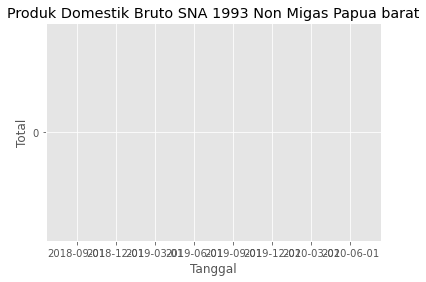 Produk Domestik Bruto SNA 1993 Non Migas Papua barat
Total
0
2018-09-01 2018-12-01 2019-03-01 2019-06-01 2019-09-01 2019-12-01 2020-03-01 2020-06-01
Tanggal